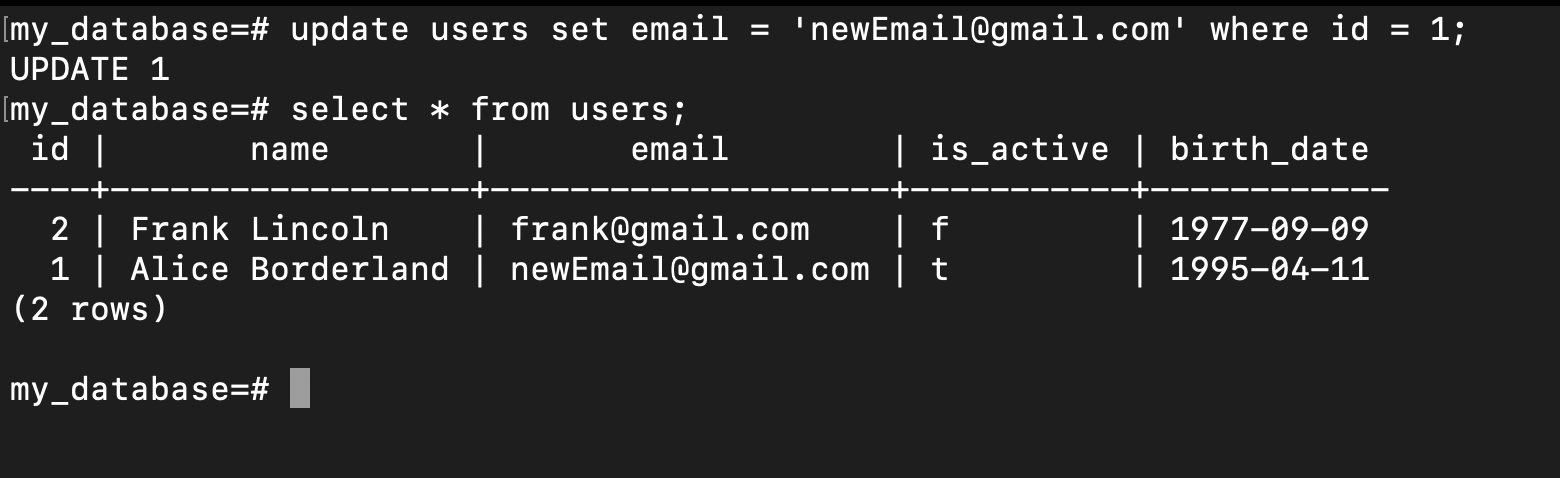 my_database=# update users set email = 'newEmail@gmail.com' where id = 1;
UPDATE 1
my_database=# select * from users;
 id |       name       |       email        | is_active | birth_date
----+------------------+--------------------+-----------+------------
  2 | Frank Lincoln    | frank@gmail.com    | f         | 1977-09-09
  1 | Alice Borderland | newEmail@gmail.com | t         | 1995-04-11
(2 rows)
my_database=#